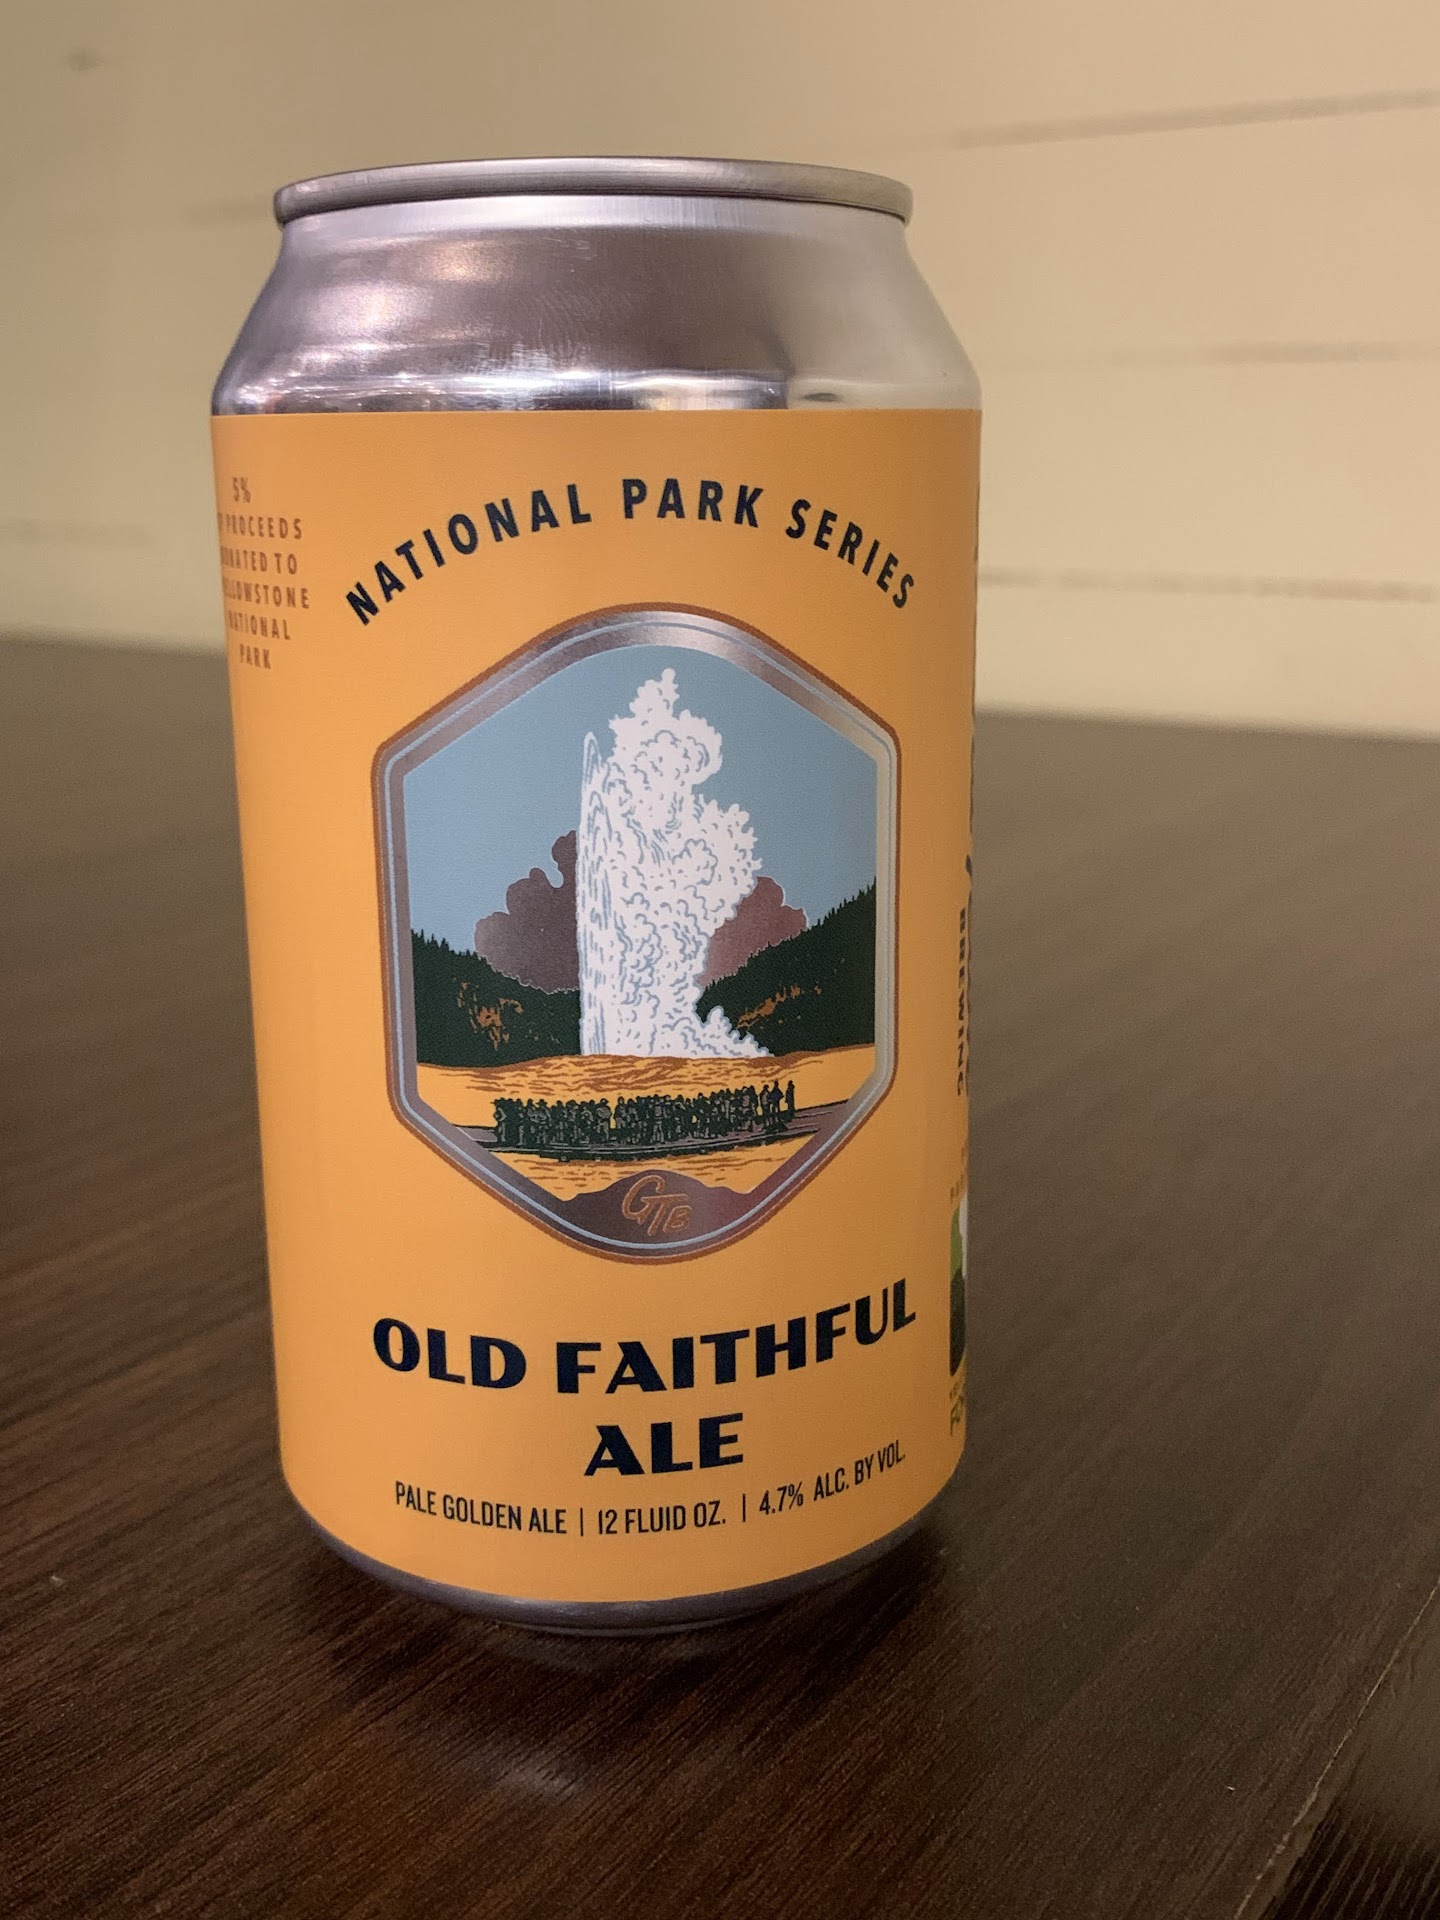 5%
PROCEEDS
TO
NATIONAL
PARK
NATIONAL PARK SERIES
GTB
OLD FAITHFUL
ALE
PALE GOLDEN ALE | 12 FLUID OZ. | 4.7% ALC. BY VOL.
BREWING